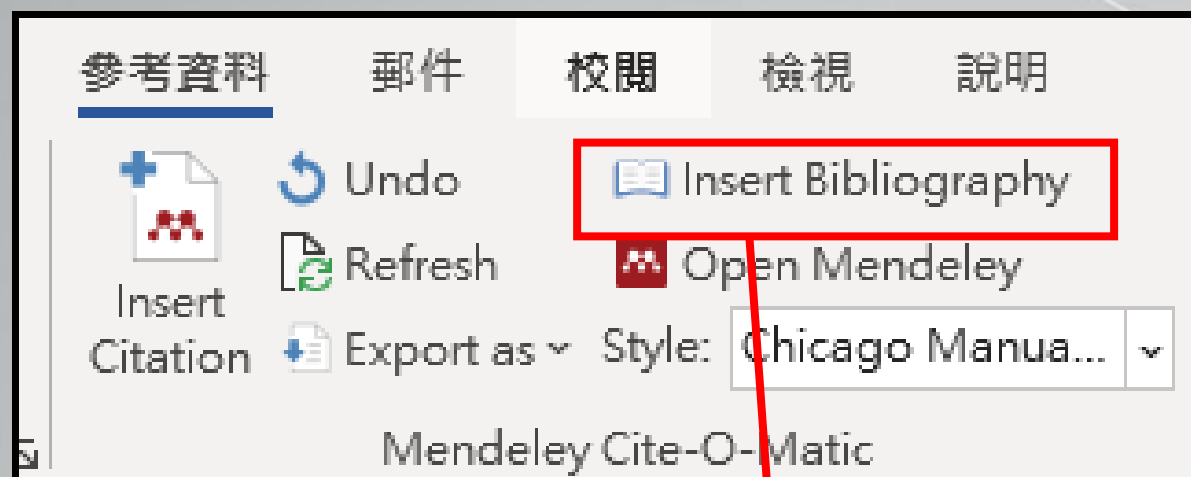 參考資料 郵件 校閱 檢視 說明
Undo Insert Bibliography
Refresh Open Mendeley
Insert
Citation Export as Style: Chicago Manua...
Mendeley Cite-O-Matic